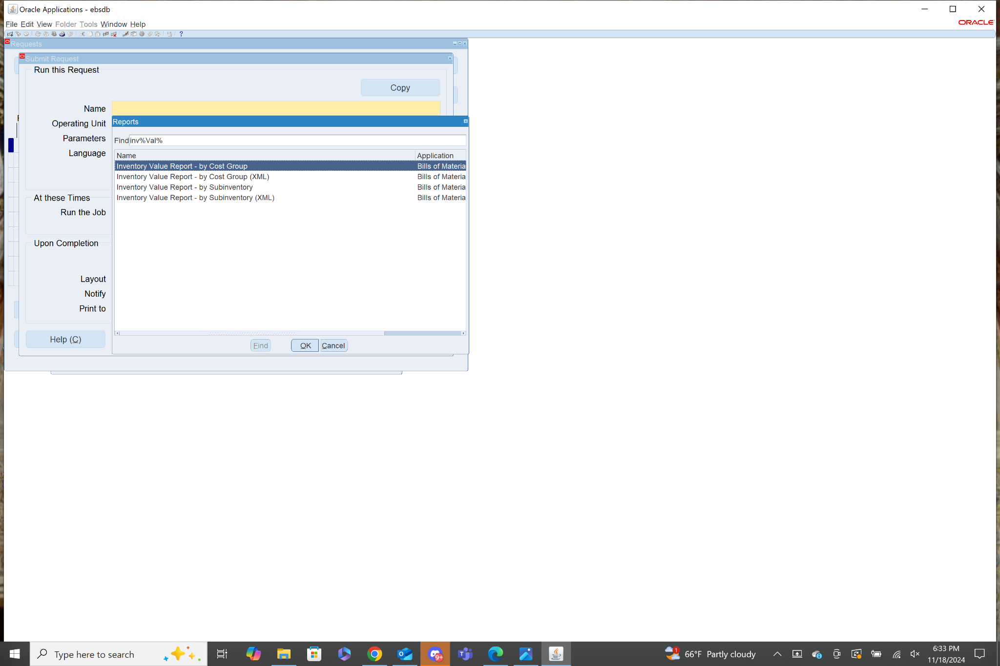 Oracle Applications - ebsdb
File Edit View Folder Tools Window Help
ORACLE
?
Requests
Submit Request
Run this Request
Copy
Name
Operating Unit
Parameters
Language
Reports
Find inv%Val%
Name Application
Inventory Value Report - by Cost Group Bills of Materia
Inventory Value Report - by Cost Group (XML) Bills of Materia
Inventory Value Report - by Subinventory Bills of Materia
Inventory Value Report - by Subinventory (XML) Bills of Materia
At these Times
Run the Job
Upon Completion
Layout
Notify
Print to
Help (C)
Find OK Cancel
Type here to search
9+
1
66°F Partly cloudy
6:33 PM
11/18/2024